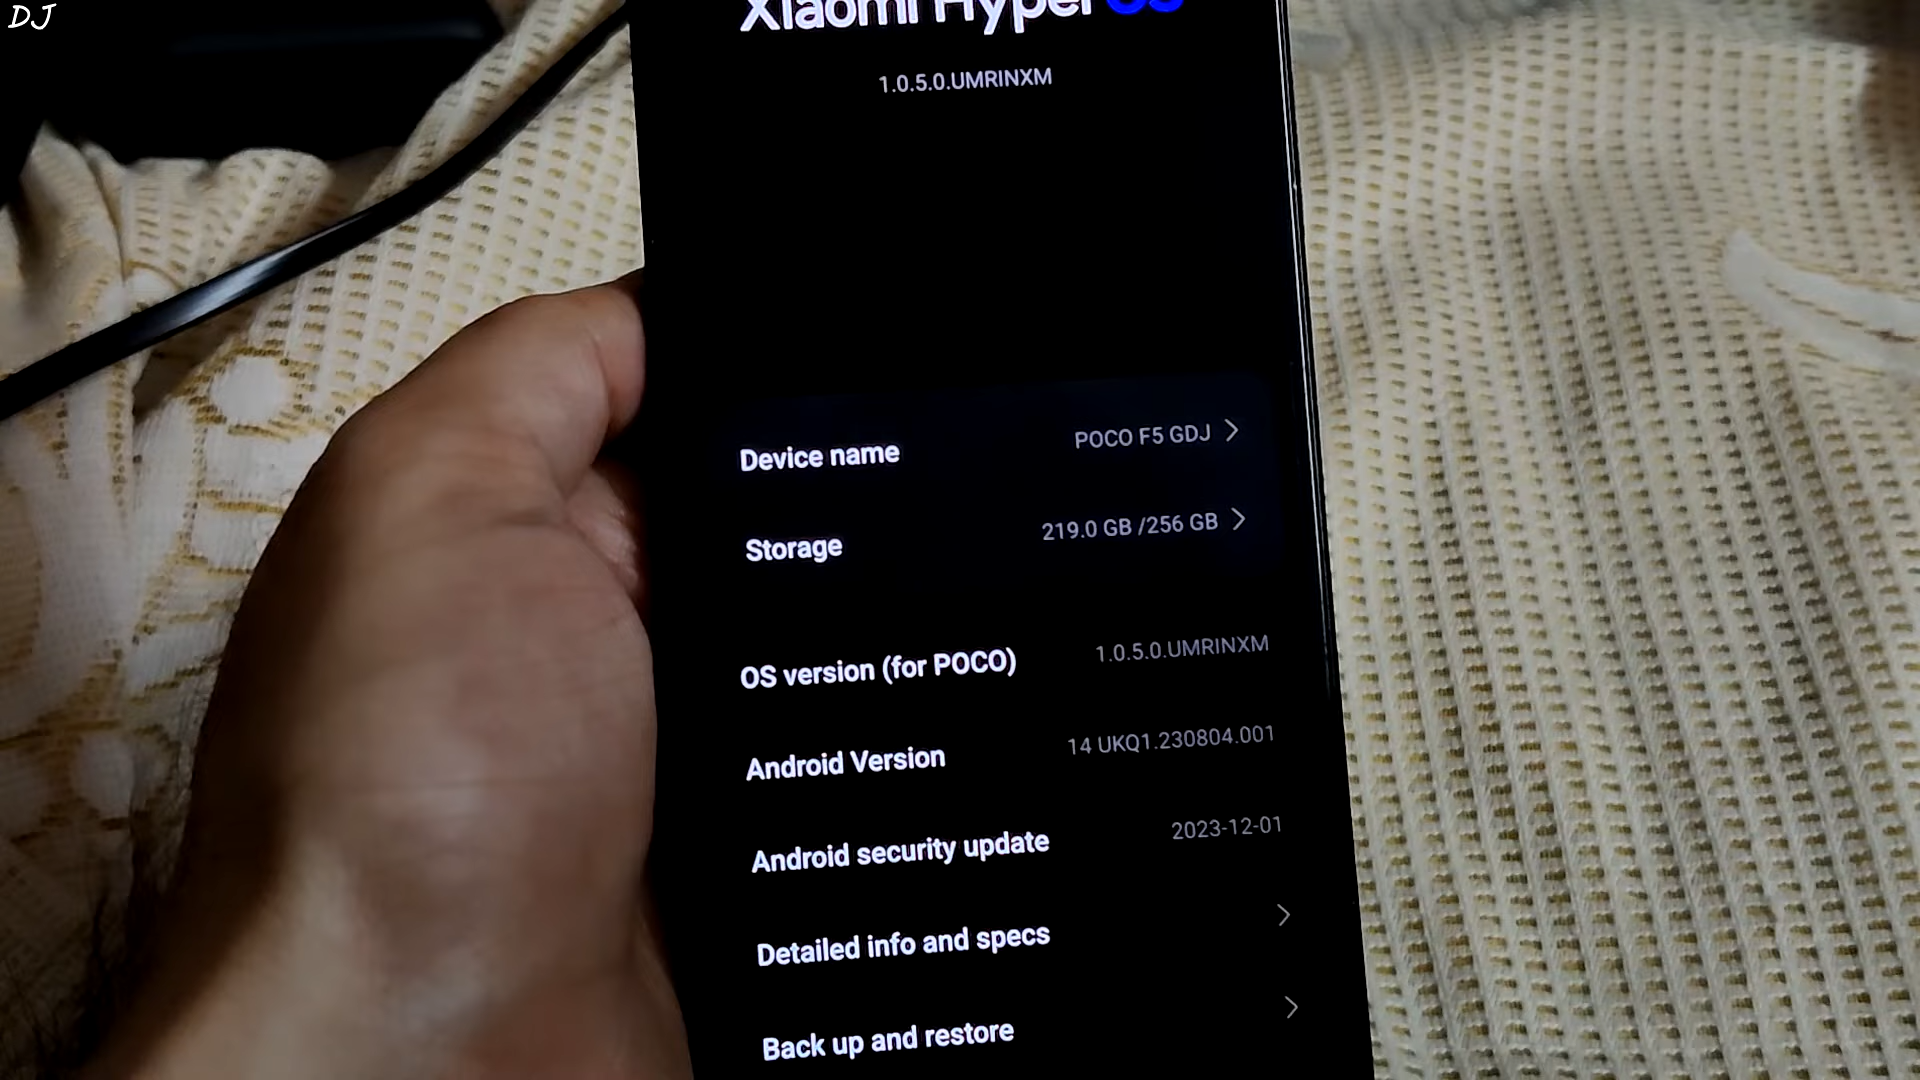 DJ
Xiaomi HyperOS
1.0.5.0.UMRINXM
Device name
POCO F5 GDJ
Storage
219.0 GB /256 GB
OS version (for POCO)
1.0.5.0.UMRINXM
Android Version
14 UKQ1.230804.001
Android security update
2023-12-01
Detailed info and specs
Back up and restore